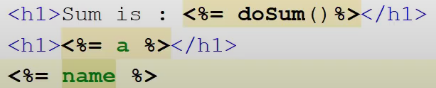 <h1>Sum is : <%= doSum()%></h1>
<h1><%= a %></h1>
<%= name %>